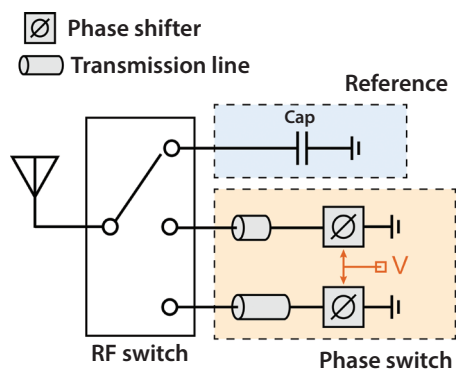 Phase shifter
Transmission line
Reference
Cap
V
RF switch
Phase switch